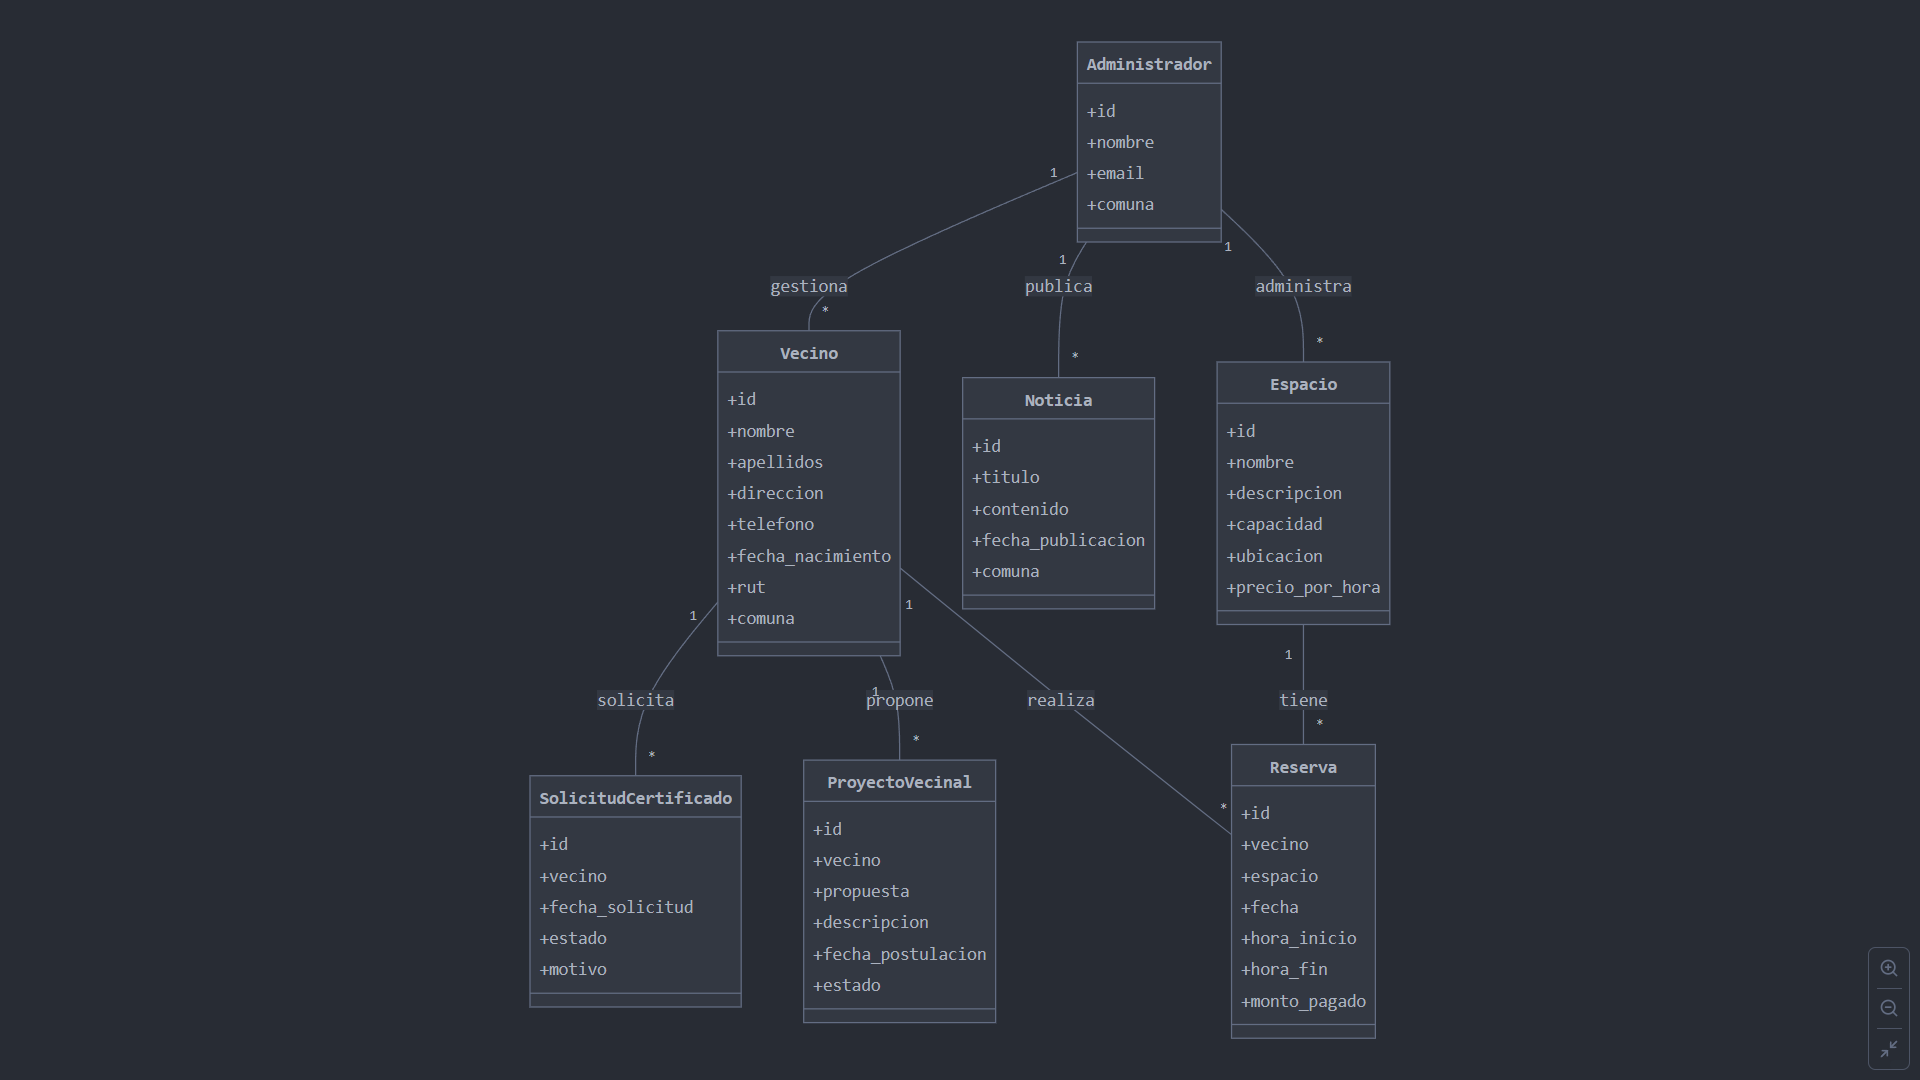 Administrador
+id
+nombre
+email
+comuna
1
1
1
gestiona
publica
administra
*
*
*
Vecino
+id
+nombre
+apellidos
+direccion
+telefono
+fecha_nacimiento
+rut
+comuna
Noticia
+id
+titulo
+contenido
+fecha_publicacion
+comuna
Espacio
+id
+nombre
+descripcion
+capacidad
+ubicacion
+precio_por_hora
1
1
1
1
solicita
propone
realiza
tiene
*
*
*
*
SolicitudCertificado
+id
+vecino
+fecha_solicitud
+estado
+motivo
ProyectoVecinal
+id
+vecino
+propuesta
+descripcion
+fecha_postulacion
+estado
Reserva
+id
+vecino
+espacio
+fecha
+hora_inicio
+hora_fin
+monto_pagado